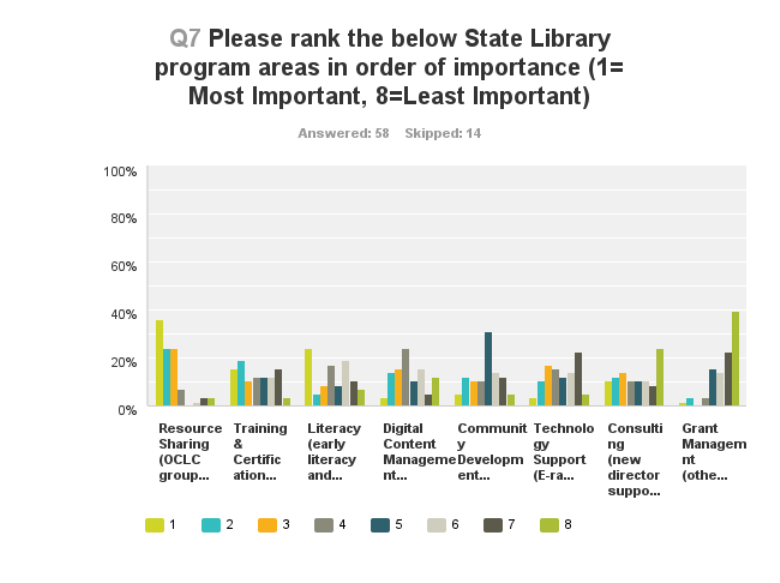 Q7 Please rank the below State Library
program areas in order of importance (1=
Most Important, 8=Least Important)
Answered: 58 Skipped: 14
100%
80%
60%
40%
20%
0%
Resource
Sharing
(OCLC
group...
Training
&
Certific
ation...
Literacy
(early
literacy
and...
Digital
Content
Manageme
nt...
Communit
y
Developm
ent...
Technolo
gy
Support
(E-ra...
Consulti
ng
(new
director
suppo...
Grant
Managem
nt
(othe...
1 2 3 4 5 6 7 8